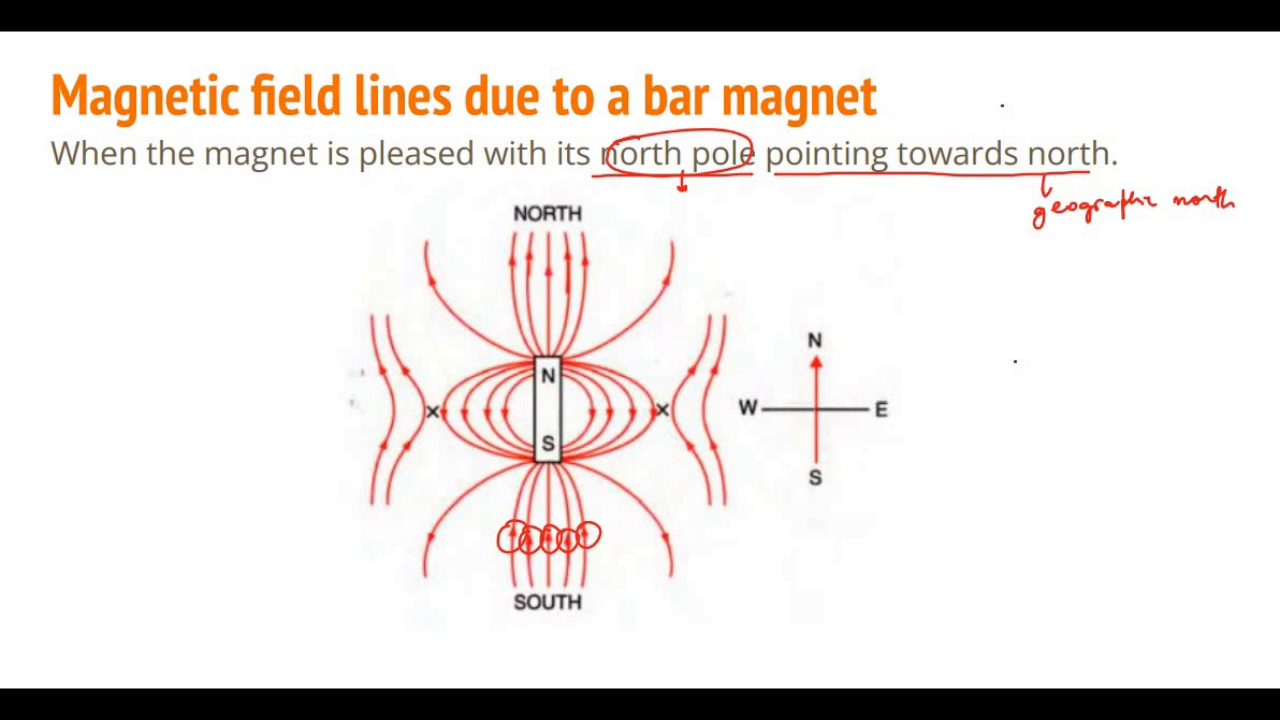 Magnetic field lines due to a bar magnet
When the magnet is pleased with its north pole pointing towards north.
geographic north
NORTH
N
N
× × W E
S
S
SOUTH